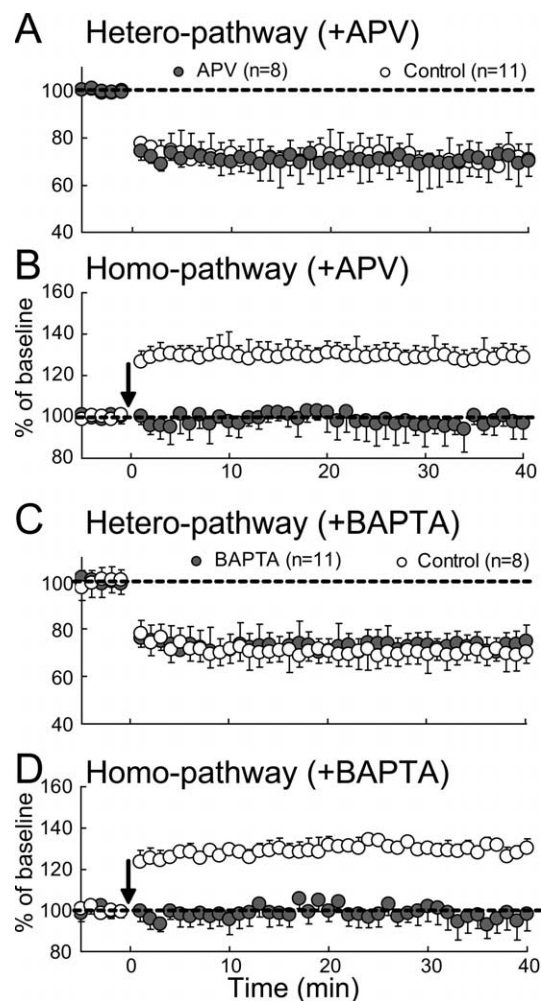 A Hetero-pathway (+APV)
APV (n=8) Control (n=11)
100
80
60
40
B Homo-pathway (+APV)
160
140
120
100
80
0 10 20 30 40
% of baseline
C Hetero-pathway (+BAPTA)
BAPTA (n=11) Control (n=8)
100
80
60
40
D Homo-pathway (+BAPTA)
160
140
120
100
80
0 10 20 30 40
% of baseline
Time (min)